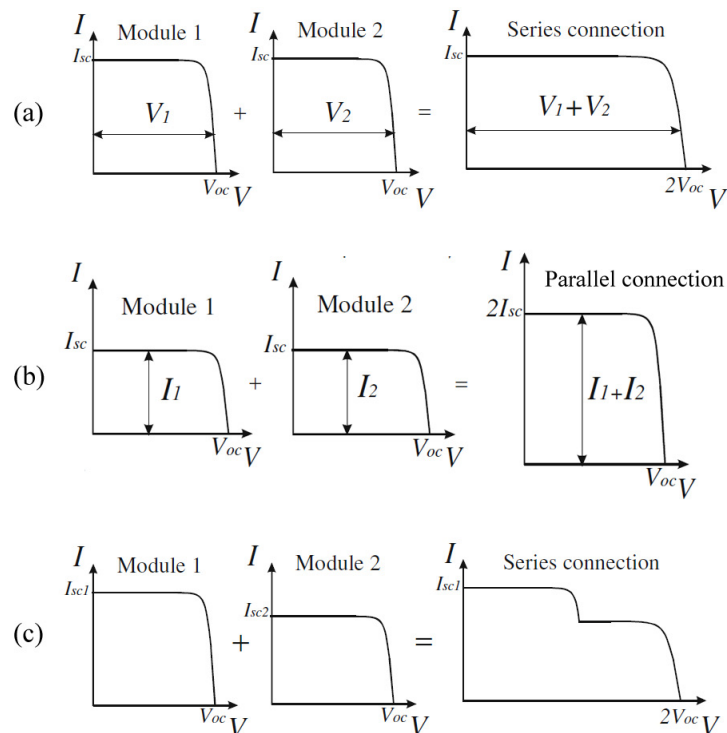 I Module 1 I Module 2 I Series connection
Isc Isc Isc
(a) V1 + V2 = V1+V2
Voc V Voc V 2Voc V
I Module 1 I Module 2 I Parallel connection
Isc Isc 2Isc
(b) I1 + I2 = I1+I2
Voc V Voc V Voc V
I Module 1 I Module 2 I Series connection
Isc1 Isc2 Isc1
(c) + =
Voc V Voc V 2Voc V